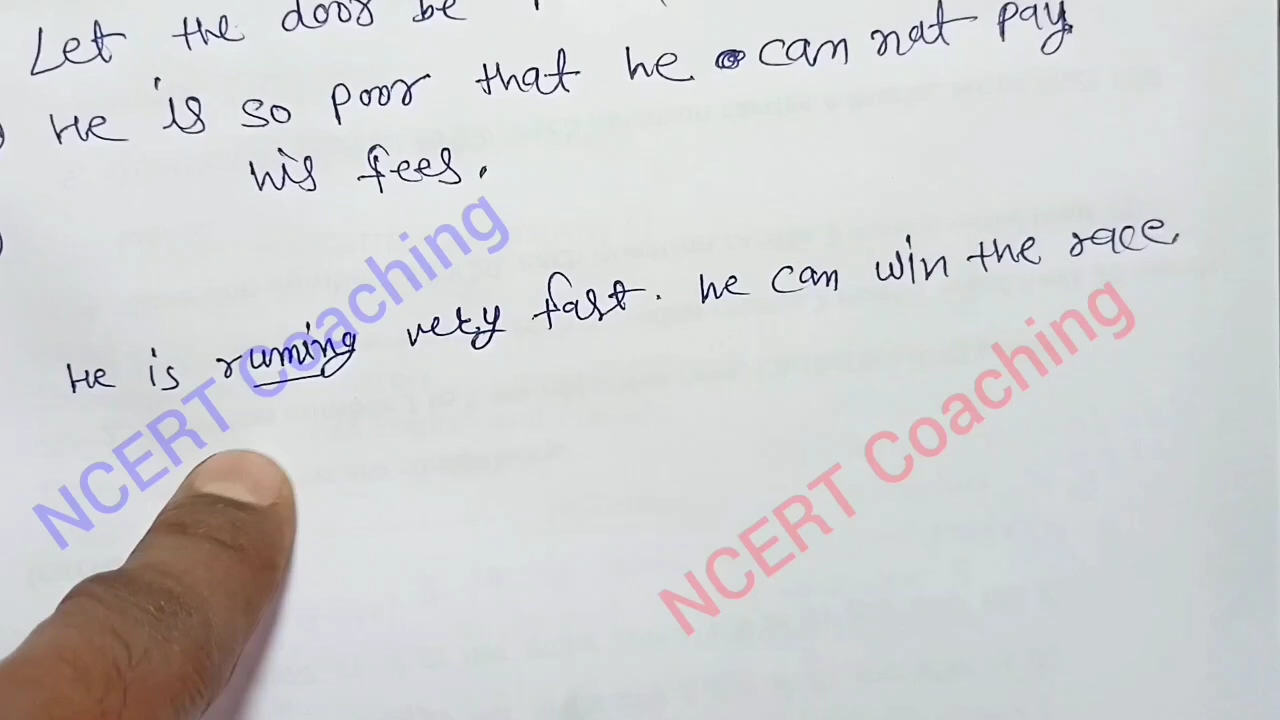 Let the door be
He is so poor that he can not pay
his fees.
He is runing very fast. he can win the race
NCERT Coaching
NCERT Coaching